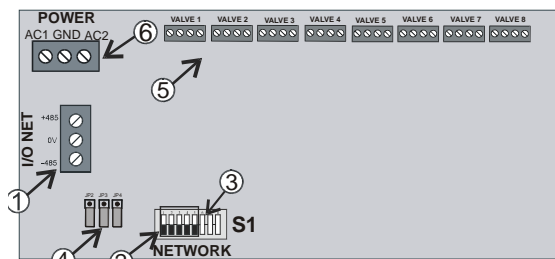 POWER
AC1 GND AC2
⑥
VALVE 1 VALVE 2 VALVE 3 VALVE 4 VALVE 5 VALVE 6 VALVE 7 VALVE 8
⑤
I/O NET
+485
0V
-485
①
JP2 JP3 JP4
④
③
S1
②
NETWORK